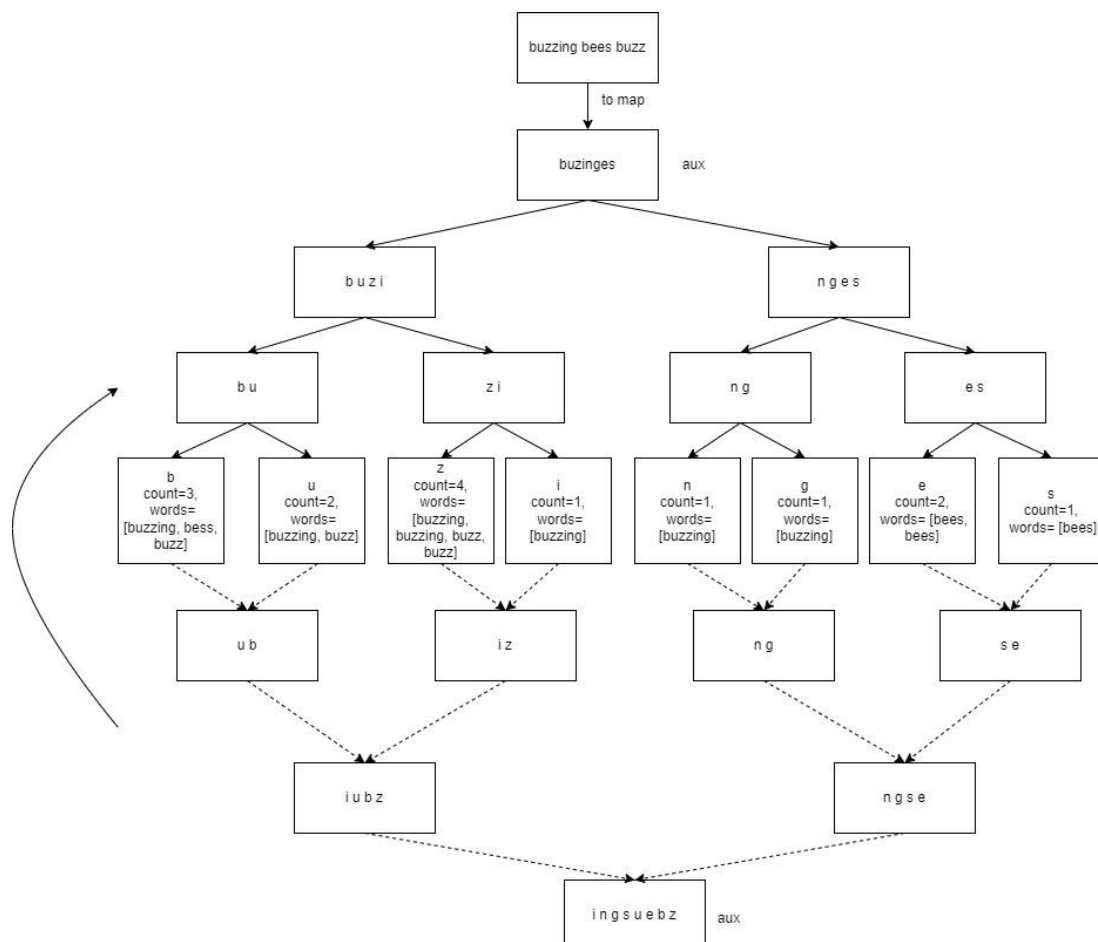 buzzing bees buzz
to map
buzinges
aux
b u z i
n g e s
b u
z i
n g
e s
b
count=3,
words=
[buzzing, bess,
buzz]
u
count=2,
words=
[buzzing, buzz]
z
count=4,
words=
[buzzing,
buzzing, buzz,
buzz]
i
count=1,
words=
[buzzing]
n
count=1,
words=
[buzzing]
g
count=1,
words=
[buzzing]
e
count=2,
words= [bees,
bees]
s
count=1,
words= [bees]
u b
i z
n g
s e
i u b z
n g s e
i n g s u e b z
aux